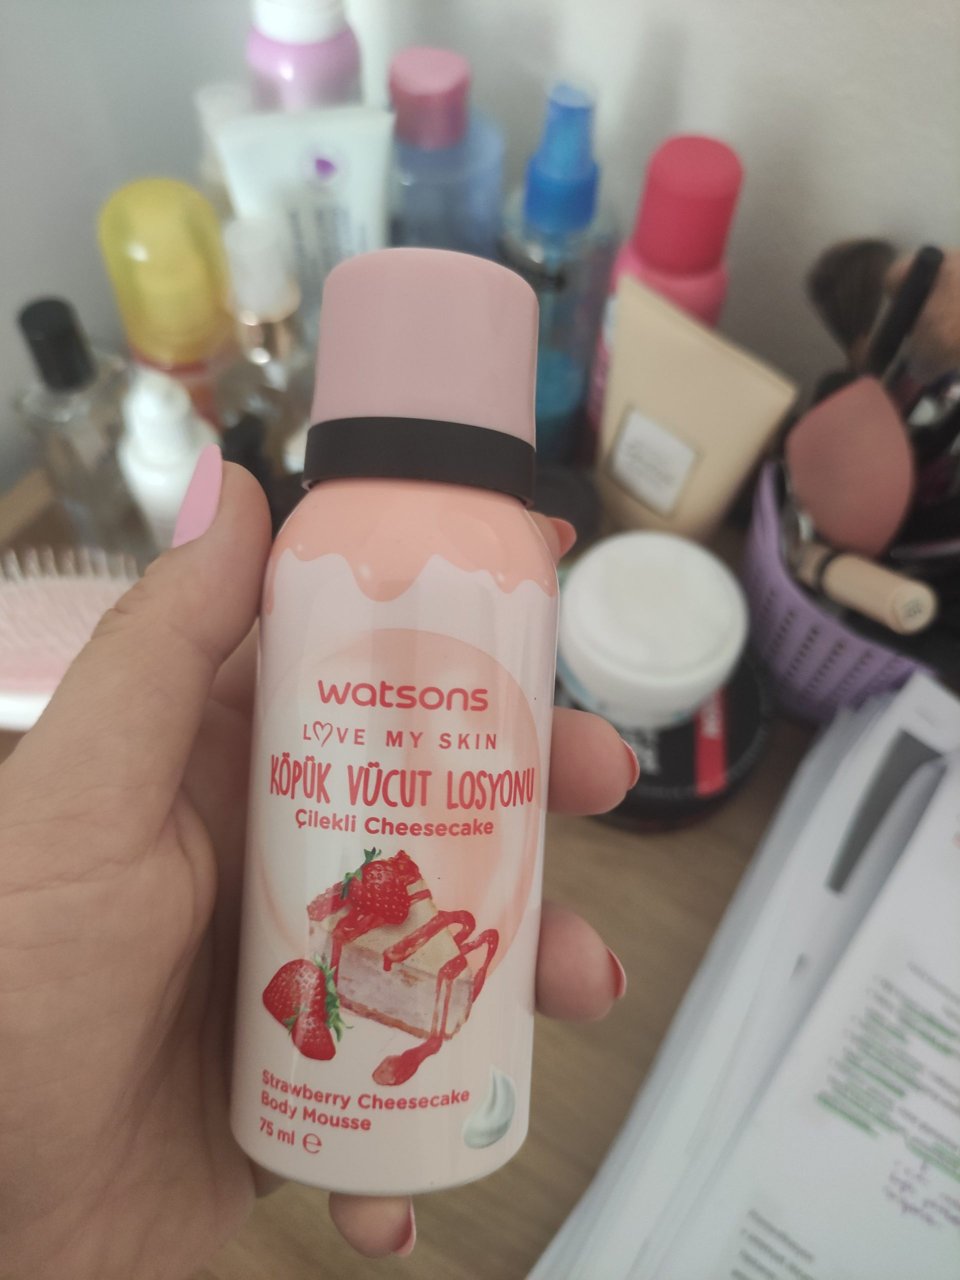 watsons
LOVE MY SKIN
KÖPÜK VÜCUT LOSYONU
Çilekli Cheesecake
Strawberry Cheesecake
Body Mousse
75 ml ℮